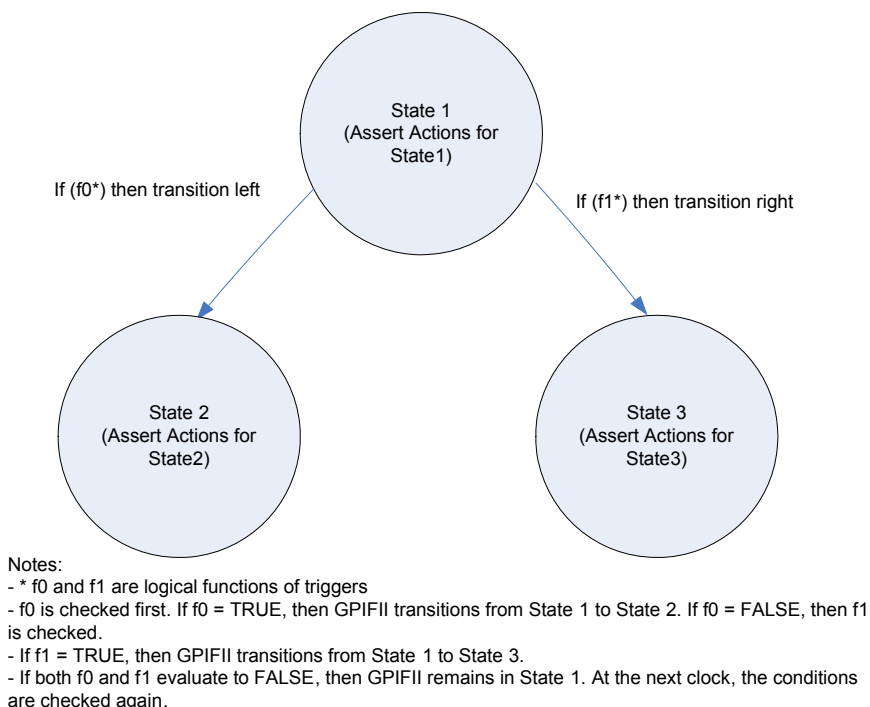 State 1
(Assert Actions for
State1)
If (f0*) then transition left
If (f1*) then transition right
State 2
(Assert Actions for
State2)
State 3
(Assert Actions for
State3)
Notes:
- * f0 and f1 are logical functions of triggers
- f0 is checked first. If f0 = TRUE, then GPIFII transitions from State 1 to State 2. If f0 = FALSE, then f1
is checked.
- If f1 = TRUE, then GPIFII transitions from State 1 to State 3.
- If both f0 and f1 evaluate to FALSE, then GPIFII remains in State 1. At the next clock, the conditions
are checked again.